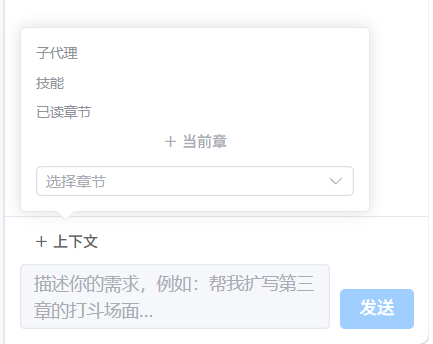 子代理
技能
已读章节
+ 当前章
选择章节
+ 上下文
描述你的需求，例如：帮我扩写第三
章的打斗场面...
发送